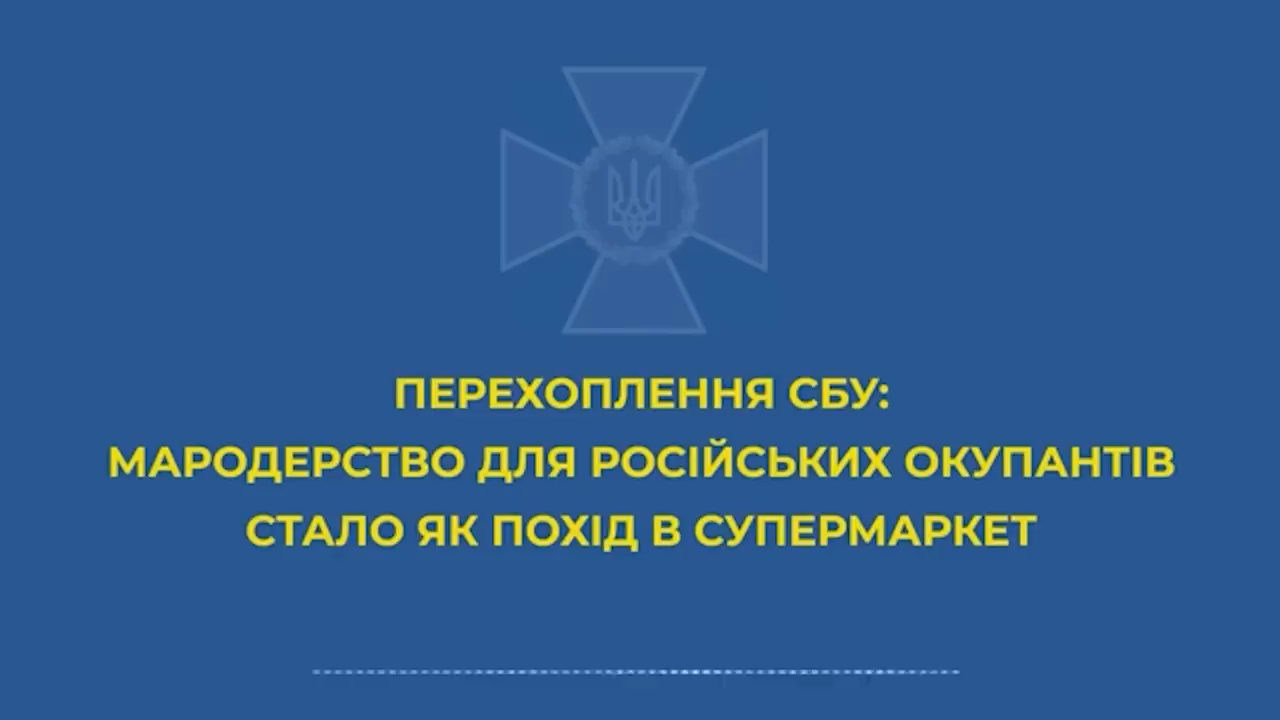 ПЕРЕХОПЛЕННЯ СБУ:
МАРОДЕРСТВО ДЛЯ РОСІЙСЬКИХ ОКУПАНТІВ
СТАЛО ЯК ПОХІД В СУПЕРМАРКЕТ